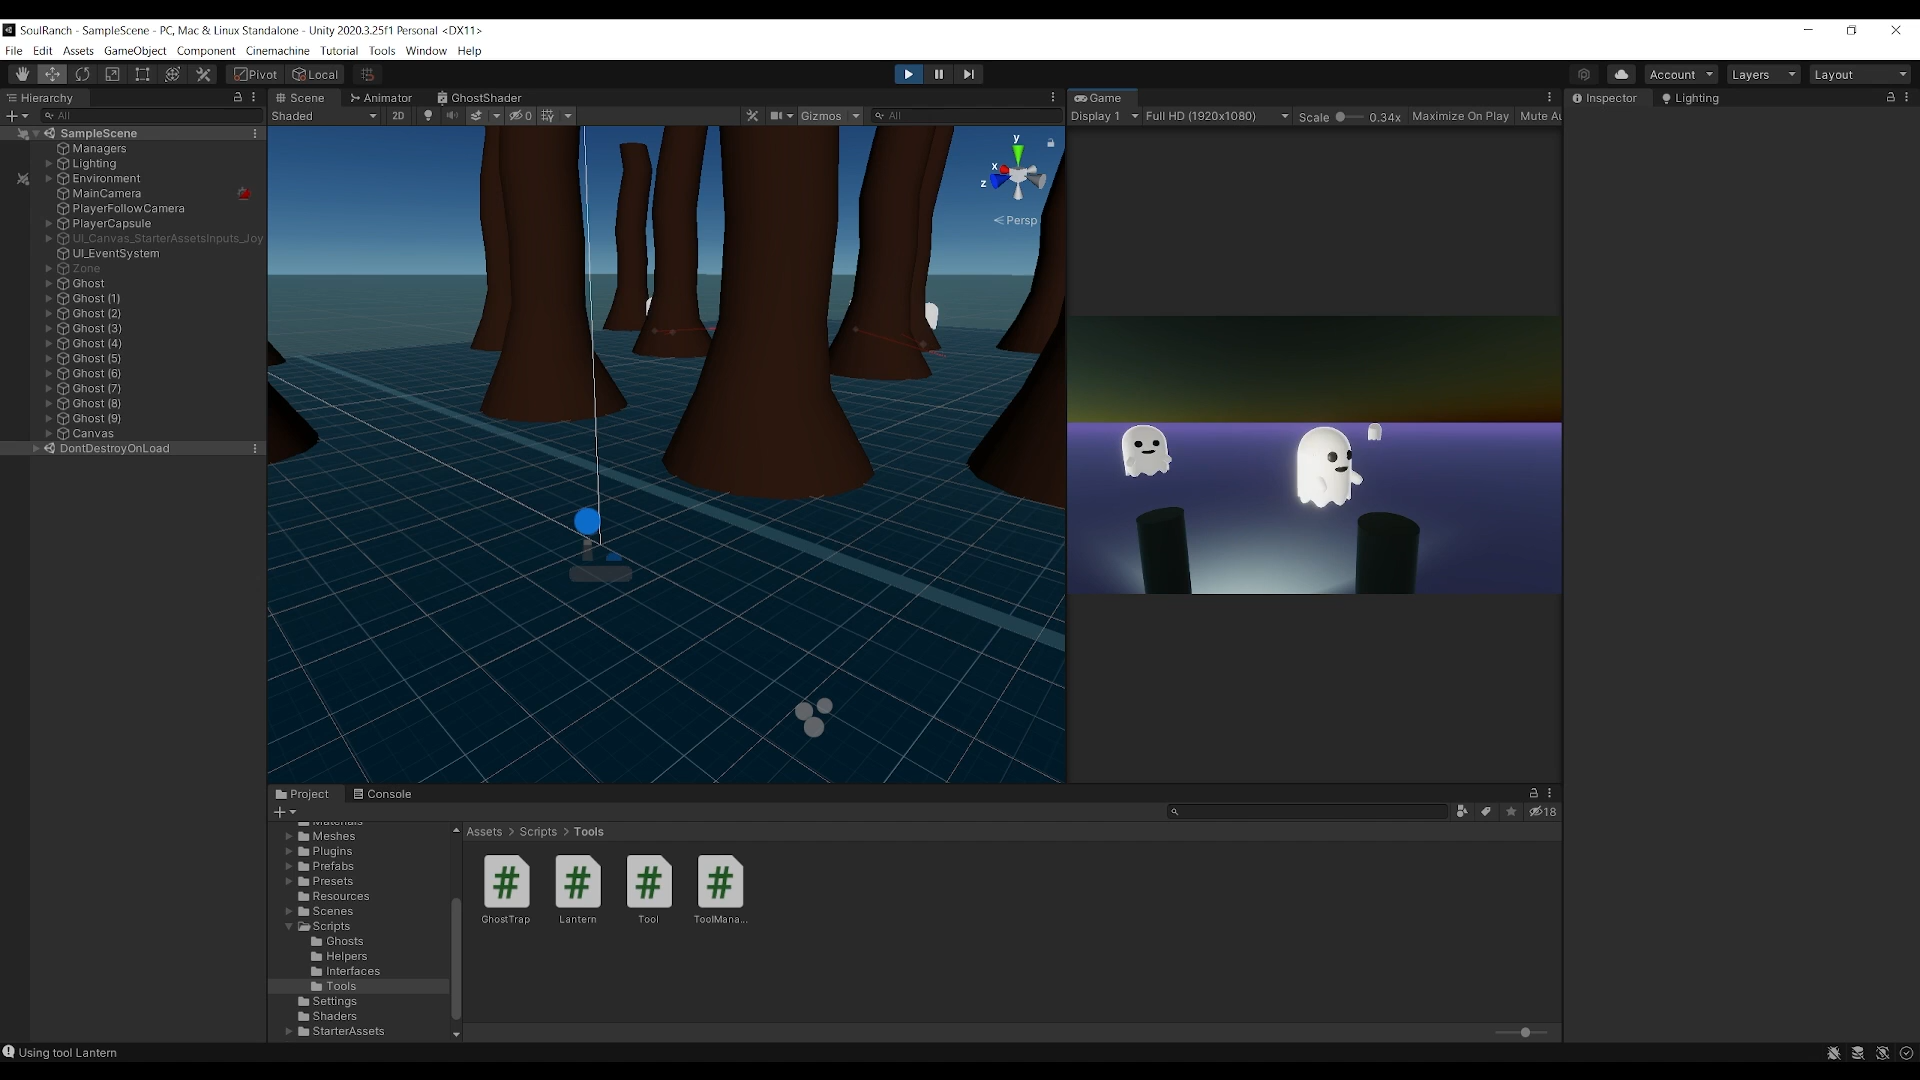 SoulRanch - SampleScene - PC, Mac & Linux Standalone - Unity 2020.3.25f1 Personal <DX11>
File Edit Assets GameObject Component Cinemachine Tutorial Tools Window Help
Pivot Local Account Layers Layout
Hierarchy
All
SampleScene
Managers
Lighting
Environment
MainCamera
PlayerFollowCamera
PlayerCapsule
UI_Canvas_StarterAssetsInputs_Joy
UI_EventSystem
Zone
Ghost
Ghost (1)
Ghost (2)
Ghost (3)
Ghost (4)
Ghost (5)
Ghost (6)
Ghost (7)
Ghost (8)
Ghost (9)
Canvas
DontDestroyOnLoad
Scene Animator GhostShader
Shaded 2D 0 Gizmos All
y
x
z
Persp
Game
Display 1 Full HD (1920x1080) Scale 0.34x Maximize On Play Mute Au
Inspector Lighting
Project Console
18
Materials
Meshes
Plugins
Prefabs
Presets
Resources
Scenes
Scripts
Ghosts
Helpers
Interfaces
Tools
Settings
Shaders
StarterAssets
Assets > Scripts > Tools
# # # #
GhostTrap Lantern Tool ToolMana...
Using tool Lantern